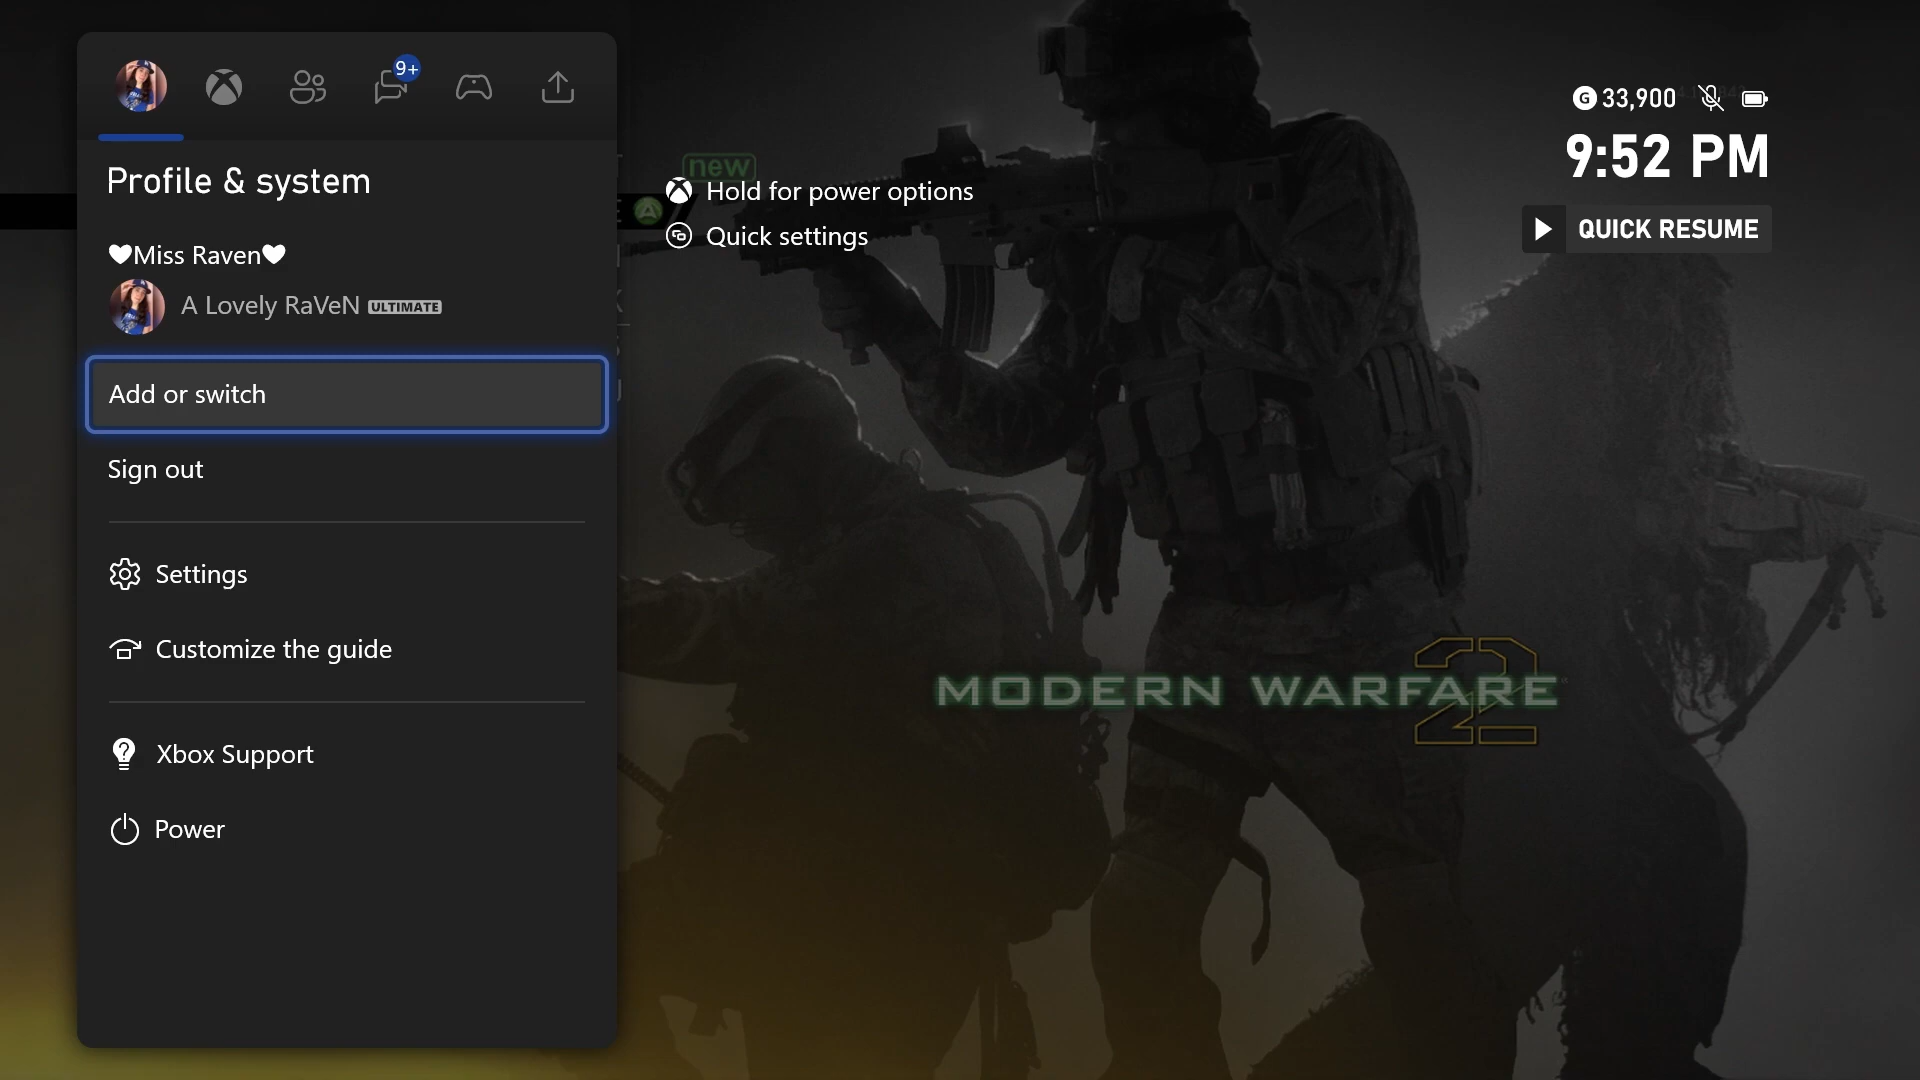 9+
G 33,900
9:52 PM
QUICK RESUME
Profile & system
new
Hold for power options
Quick settings
♥Miss Raven♥
A Lovely RaVeN ULTIMATE
Add or switch
Sign out
Settings
Customize the guide
Xbox Support
Power
MODERN WARFARE
2